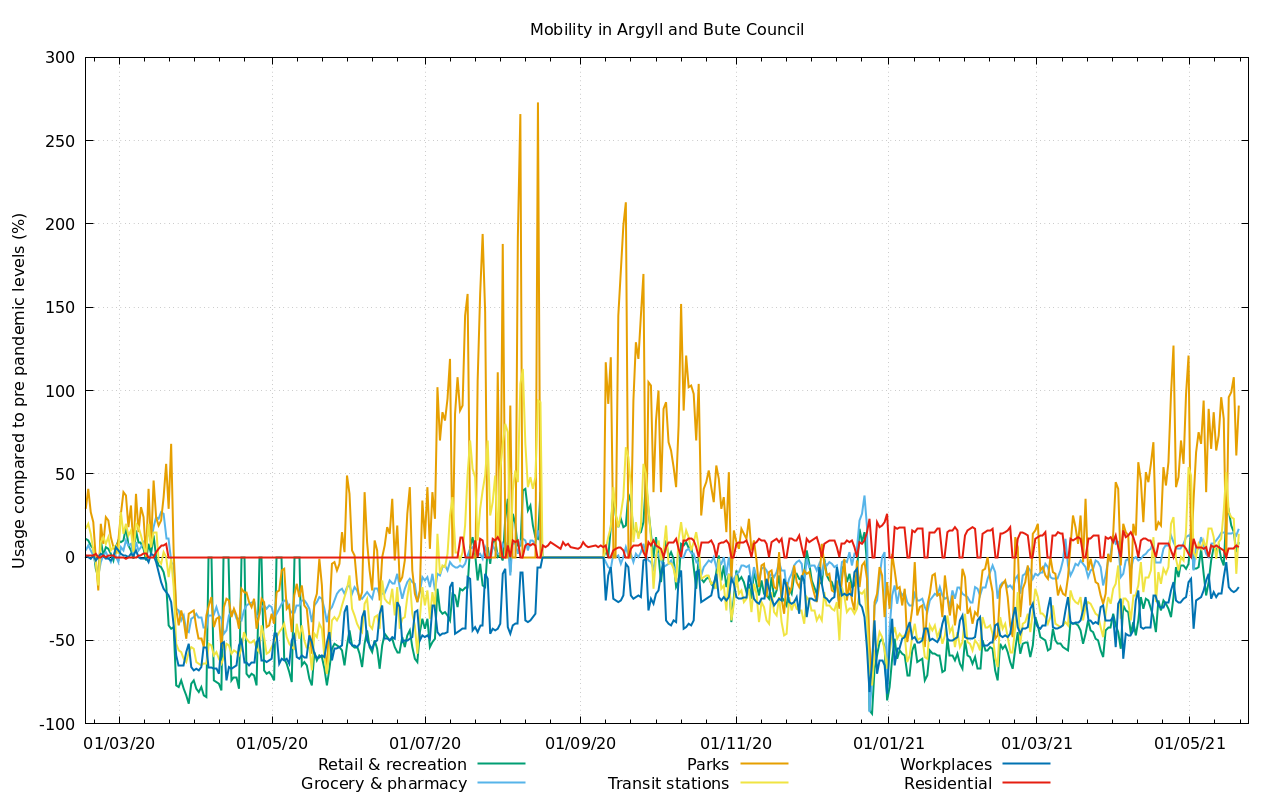 Mobility in Argyll and Bute Council
Usage compared to pre pandemic levels (%)
300
250
200
150
100
50
0
-50
-100
01/03/20 01/05/20 01/07/20 01/09/20 01/11/20 01/01/21 01/03/21 01/05/21
Retail & recreation Parks Workplaces
Grocery & pharmacy Transit stations Residential